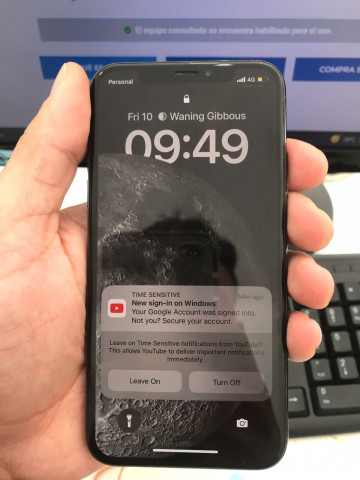 El equipo consultado se encuentra habilitado para el uso.
COMPRA S
Personal
4G
Fri 10 Waning Gibbous
09:49
TIME SENSITIVE
54m ago
New sign-in on Windows
Your Google Account was signed into.
Not you? Secure your account.
Leave on Time Sensitive notifications from YouTube?
This allows YouTube to deliver important notifications
immediately.
Leave On
Turn Off